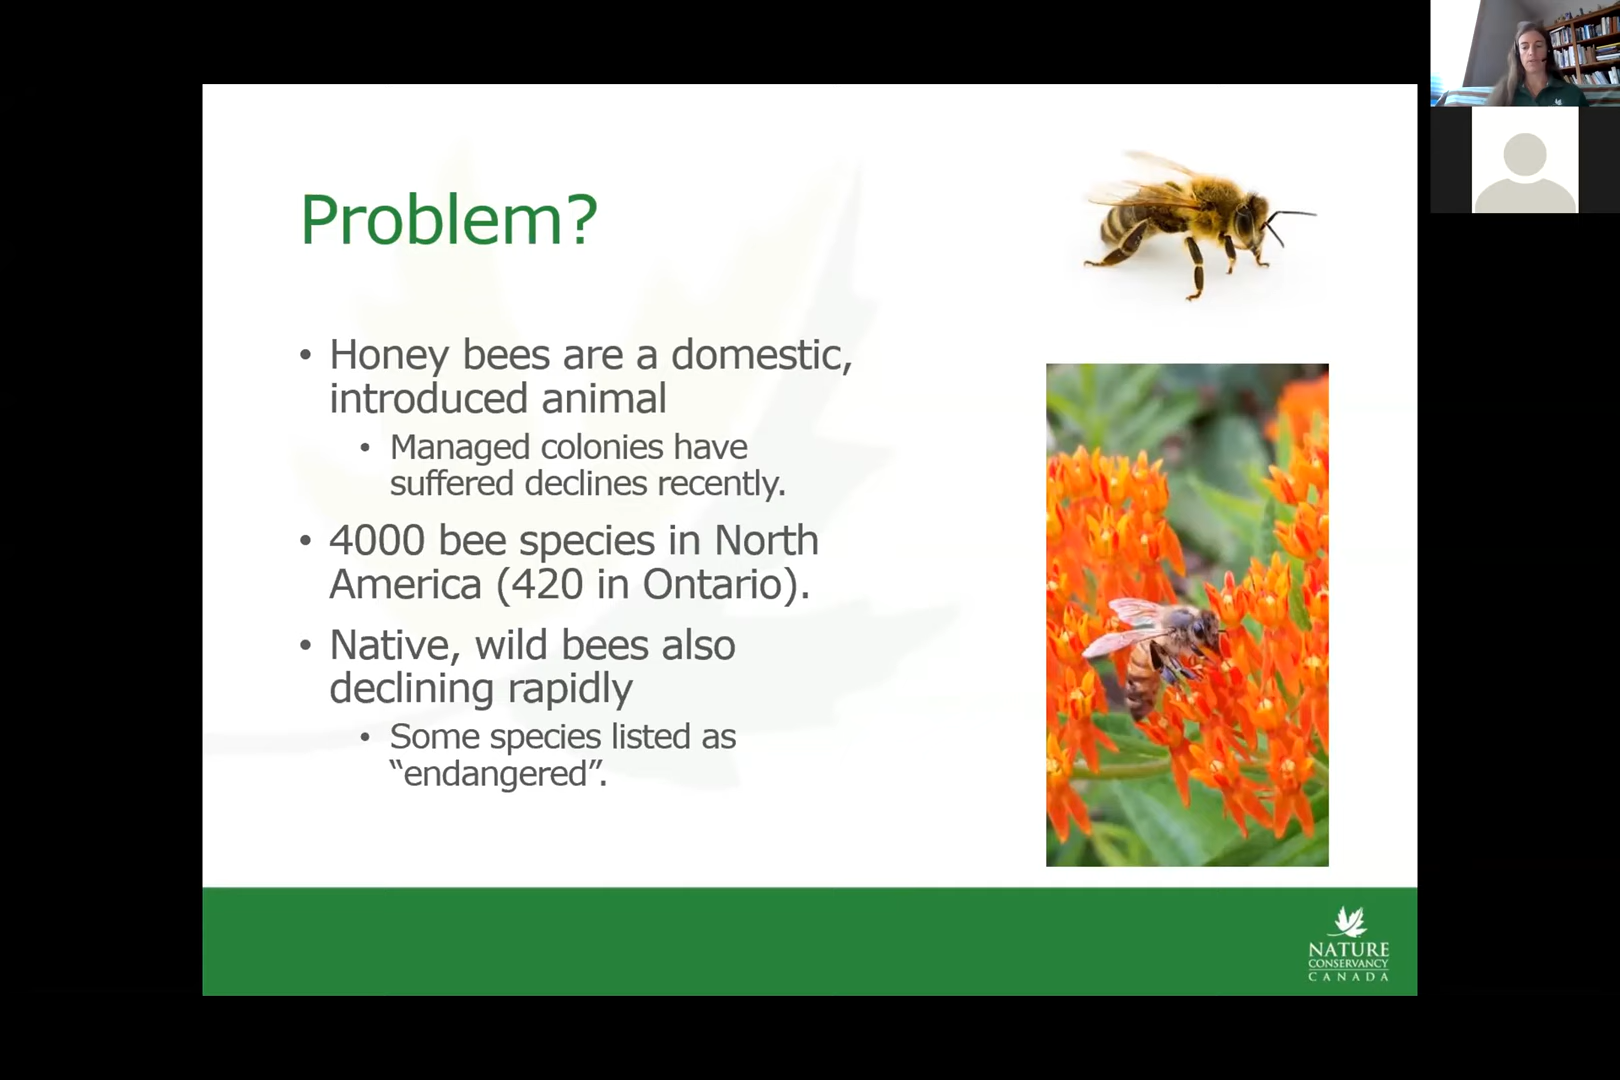 Problem?
• Honey bees are a domestic,
introduced animal
• Managed colonies have
suffered declines recently.
• 4000 bee species in North
America (420 in Ontario).
• Native, wild bees also
declining rapidly
• Some species listed as
“endangered”.
NATURE
CONSERVANCY
CANADA